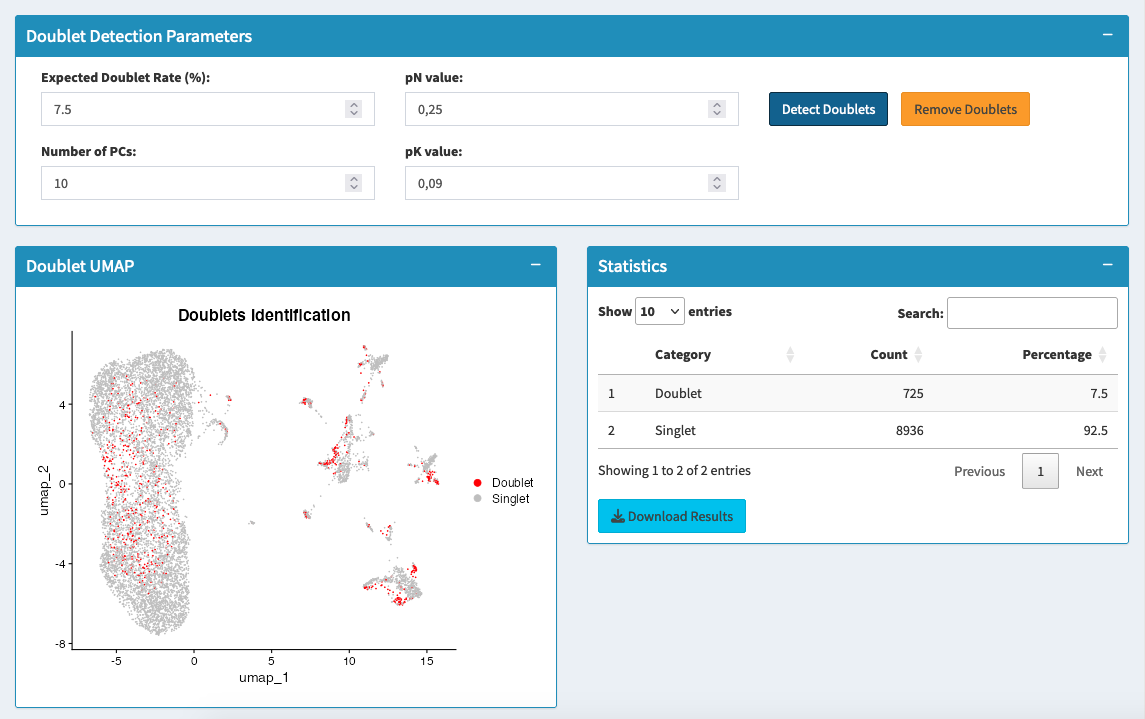 Doublet Detection Parameters
Expected Doublet Rate (%):
pN value:
7.5
0,25
Detect Doublets
Remove Doublets
Number of PCs:
pK value:
10
0,09
Doublet UMAP
Doublets Identification
4
0
-4
-8
umap_2
-5
0
5
10
15
umap_1
Doublet
Singlet
Statistics
Show 10 entries
Search:
Category Count Percentage
1 Doublet 725 7.5
2 Singlet 8936 92.5
Showing 1 to 2 of 2 entries
Previous 1 Next
Download Results